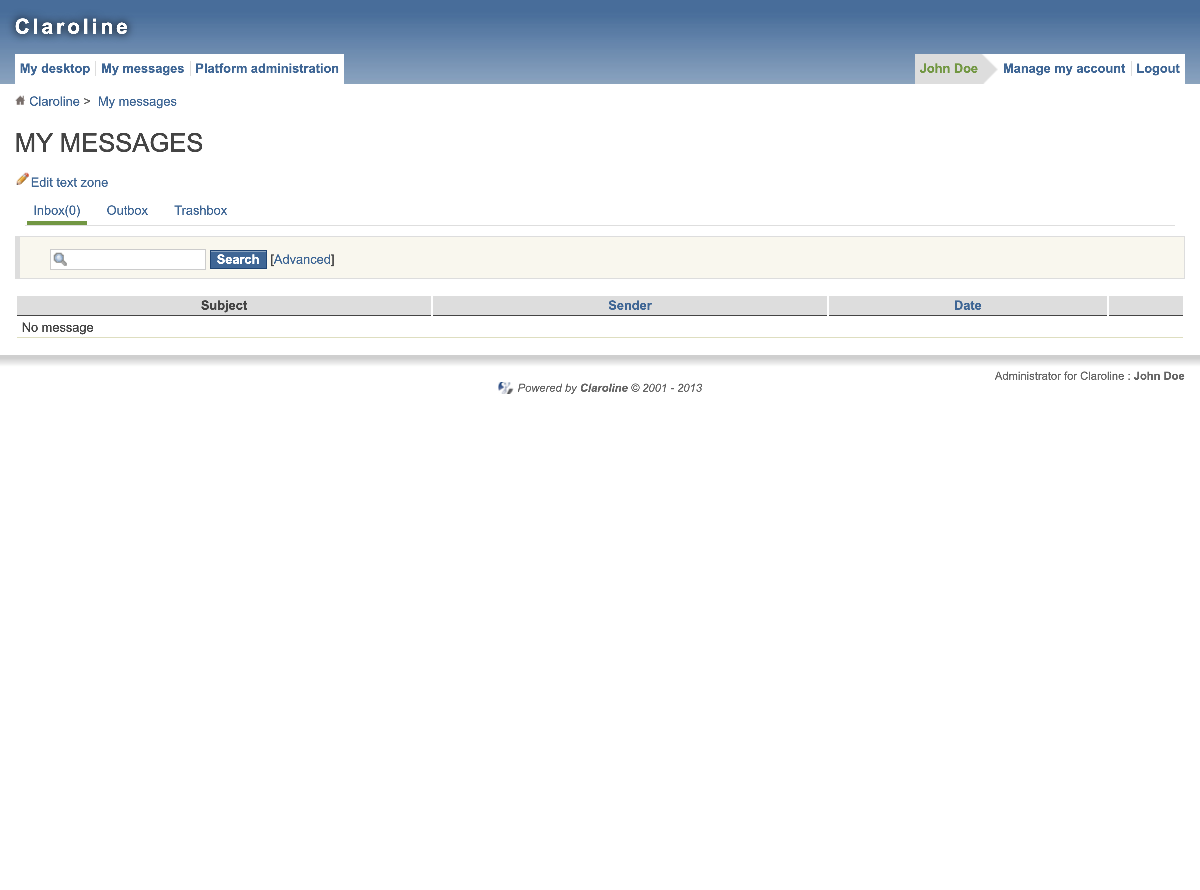 Claroline
My desktop My messages Platform administration John Doe Manage my account Logout
Claroline > My messages
MY MESSAGES
Edit text zone
Inbox(0) Outbox Trashbox
Search [Advanced]
Subject Sender Date
No message
Administrator for Claroline : John Doe
Powered by Claroline © 2001 - 2013